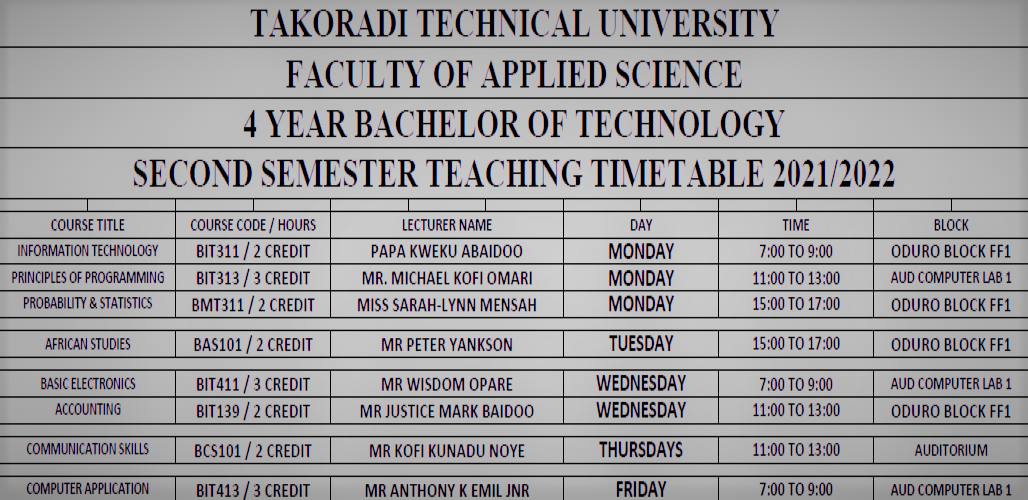 TAKORADI TECHNICAL UNIVERSITY
FACULTY OF APPLIED SCIENCE
4 YEAR BACHELOR OF TECHNOLOGY
SECOND SEMESTER TEACHING TIMETABLE 2021/2022
COURSE TITLE COURSE CODE / HOURS LECTURER NAME DAY TIME BLOCK
INFORMATION TECHNOLOGY BIT311 / 2 CREDIT PAPA KWEKU ABAIDOO MONDAY 7:00 TO 9:00 ODURO BLOCK FF1
PRINCIPLES OF PROGRAMMING BIT313 / 3 CREDIT MR. MICHAEL KOFI OMARI MONDAY 11:00 TO 13:00 AUD COMPUTER LAB 1
PROBABILITY & STATISTICS BMT311 / 2 CREDIT MISS SARAH-LYNN MENSAH MONDAY 15:00 TO 17:00 ODURO BLOCK FF1
AFRICAN STUDIES BAS101 / 2 CREDIT MR PETER YANKSON TUESDAY 15:00 TO 17:00 ODURO BLOCK FF1
BASIC ELECTRONICS BIT411 / 3 CREDIT MR WISDOM OPARE WEDNESDAY 7:00 TO 9:00 AUD COMPUTER LAB 1
ACCOUNTING BIT139 / 2 CREDIT MR JUSTICE MARK BAIDOO WEDNESDAY 11:00 TO 13:00 ODURO BLOCK FF1
COMMUNICATION SKILLS BCS101 / 2 CREDIT MR KOFI KUNADU NOYE THURSDAYS 11:00 TO 13:00 AUDITORIUM
COMPUTER APPLICATION BIT413 / 3 CREDIT MR ANTHONY K EMIL JNR FRIDAY 7:00 TO 9:00 AUD COMPUTER LAB 1